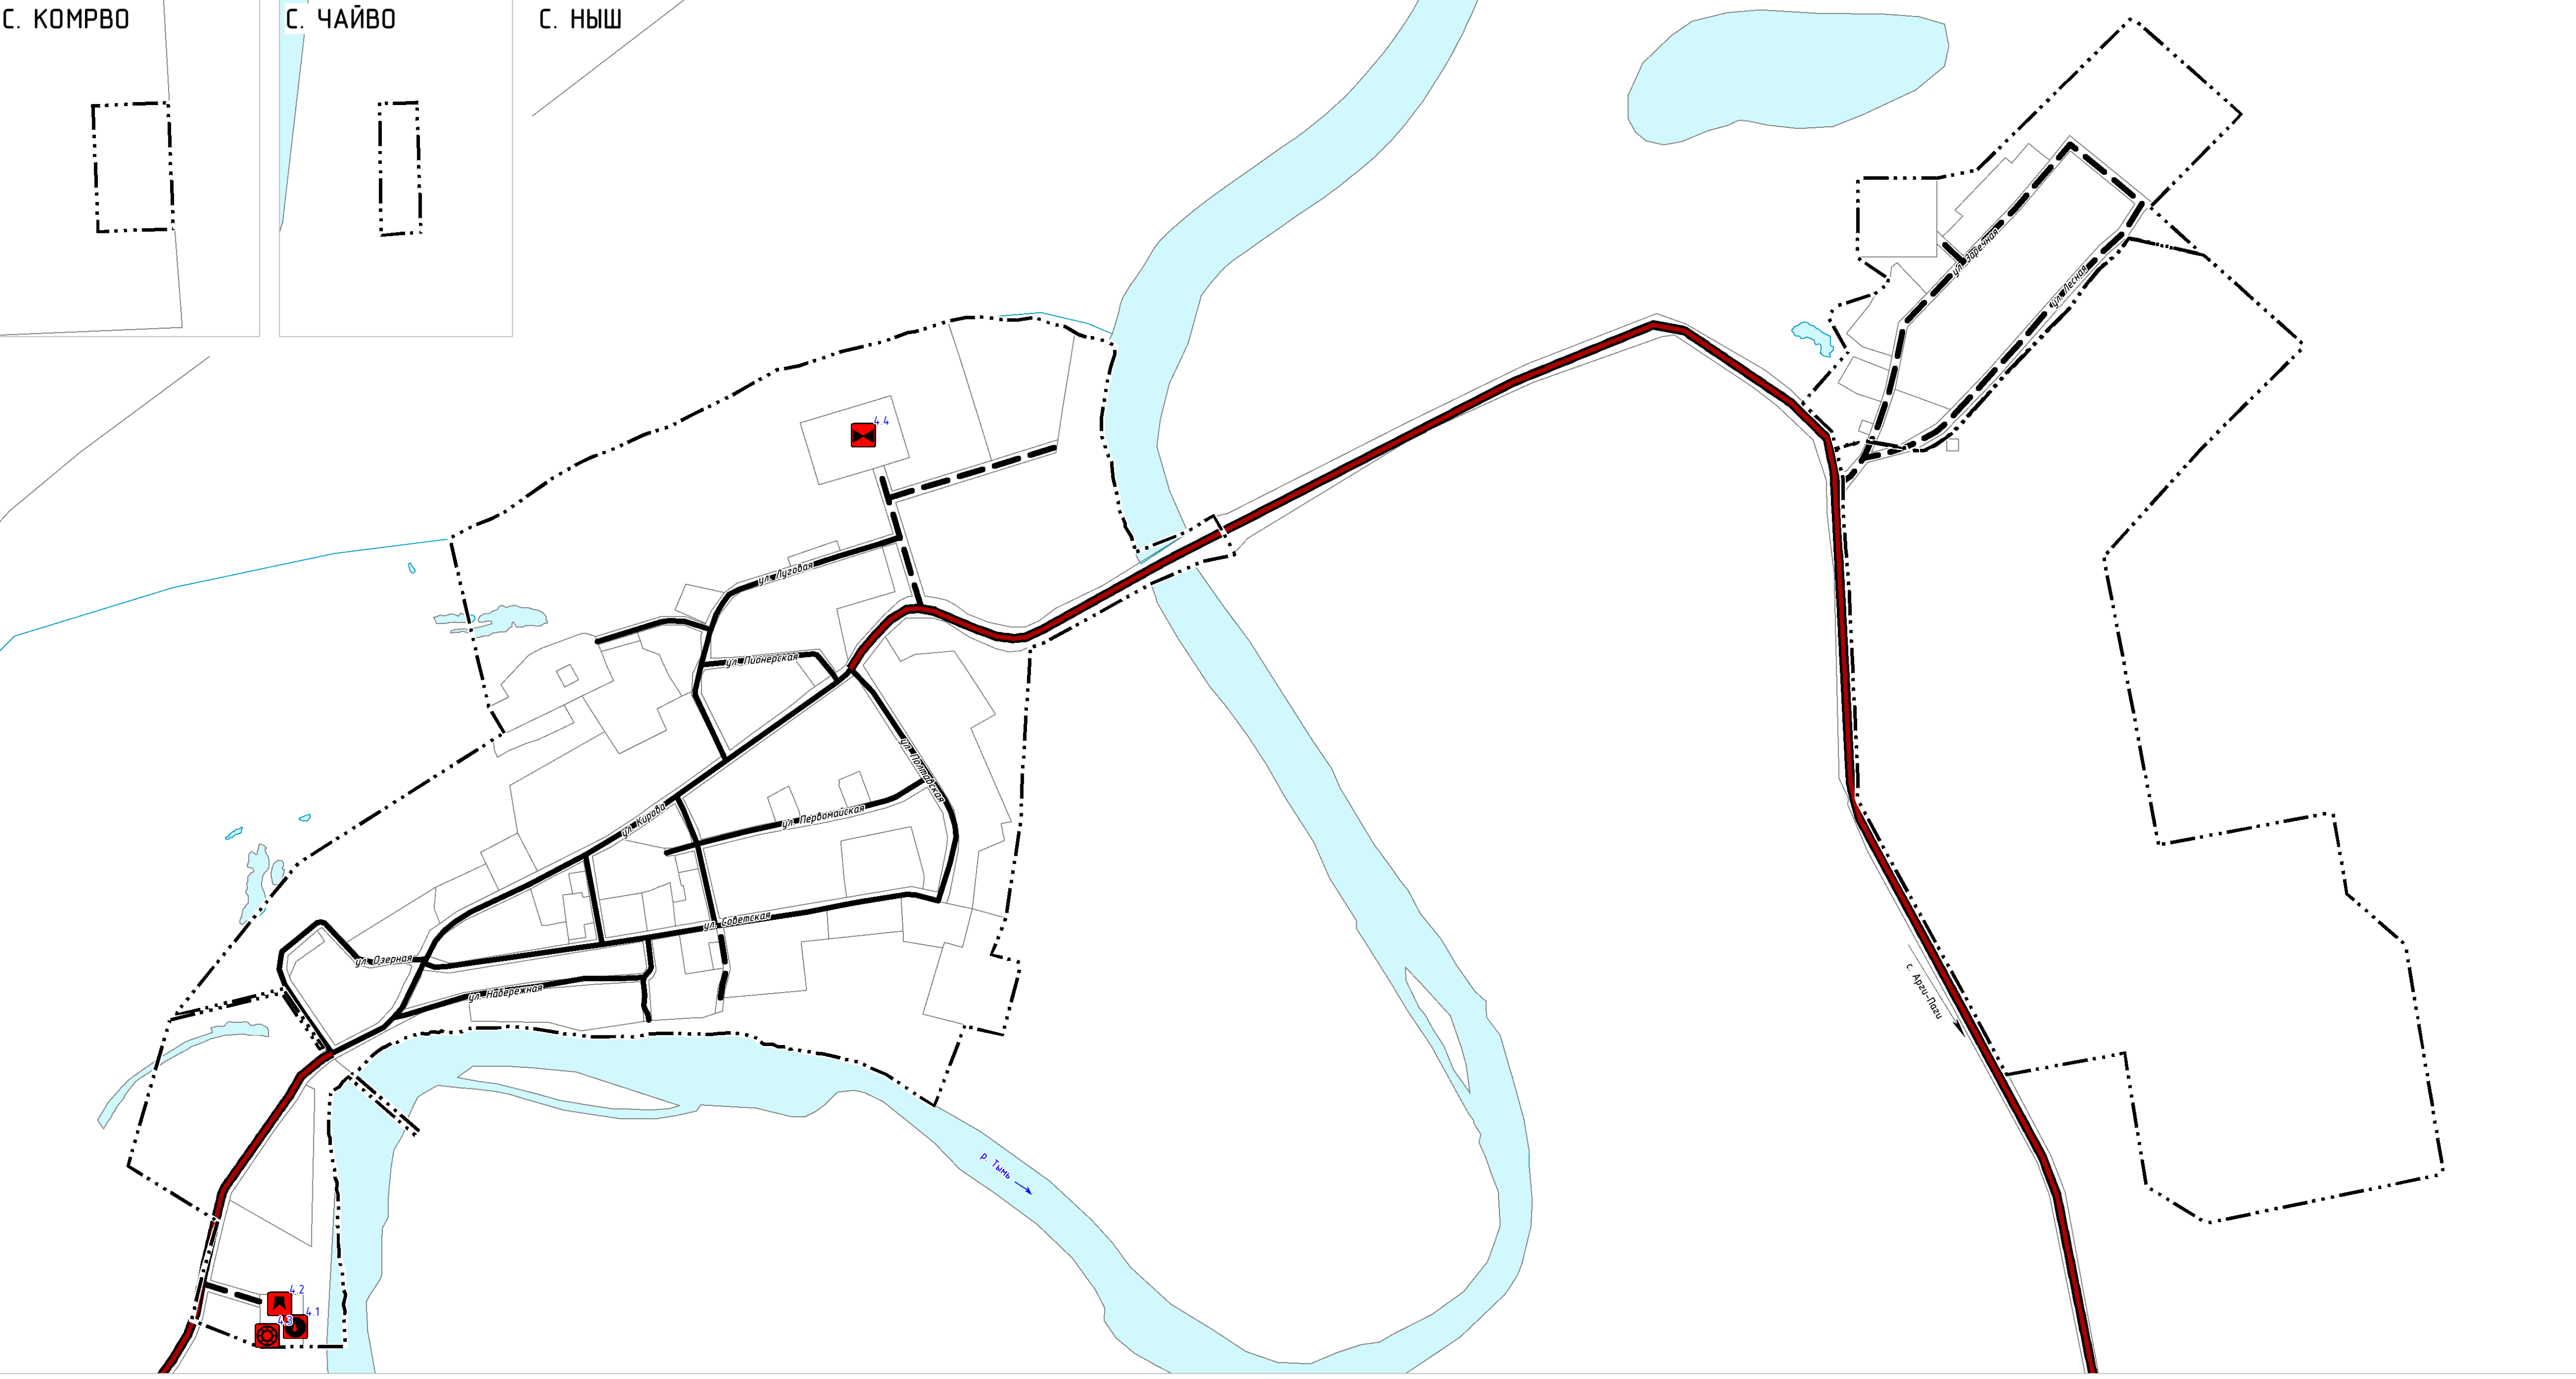 С. КОМРВО
С. ЧАЙВО
С. НЫШ
ул. Заречная
ул. Лесная
4.4
ул. Луговая
ул. Пионерская
ул. Полтавская
ул. Кирова
ул. Первомайская
ул. Советская
ул. Озерная
ул. Набережная
с. Арги-Паги
р. Тымь
4.2
4.1
4.3